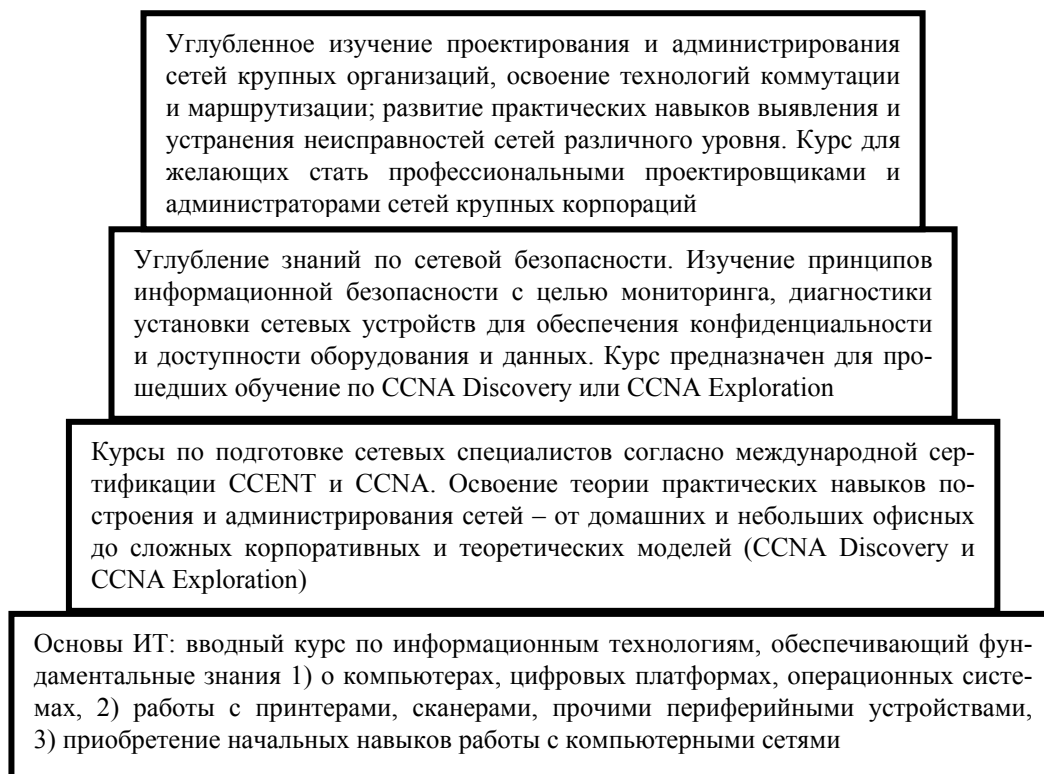 Углубленное изучение проектирования и администрирования
сетей крупных организаций, освоение технологий коммутации
и маршрутизации; развитие практических навыков выявления и
устранения неисправностей сетей различного уровня. Курс для
желающих стать профессиональными проектировщиками и
администраторами сетей крупных корпораций
Углубление знаний по сетевой безопасности. Изучение принципов
информационной безопасности с целью мониторинга, диагностики
установки сетевых устройств для обеспечения конфиденциальности
и доступности оборудования и данных. Курс предназначен для про-
шедших обучение по CCNA Discovery или CCNA Exploration
Курсы по подготовке сетевых специалистов согласно международной сер-
тификации CCENT и CCNA. Освоение теории практических навыков по-
строения и администрирования сетей – от домашних и небольших офисных
до сложных корпоративных и теоретических моделей (CCNA Discovery и
CCNA Exploration)
Основы ИТ: вводный курс по информационным технологиям, обеспечивающий фун-
даментальные знания 1) о компьютерах, цифровых платформах, операционных систе-
мах, 2) работы с принтерами, сканерами, прочими периферийными устройствами,
3) приобретение начальных навыков работы с компьютерными сетями